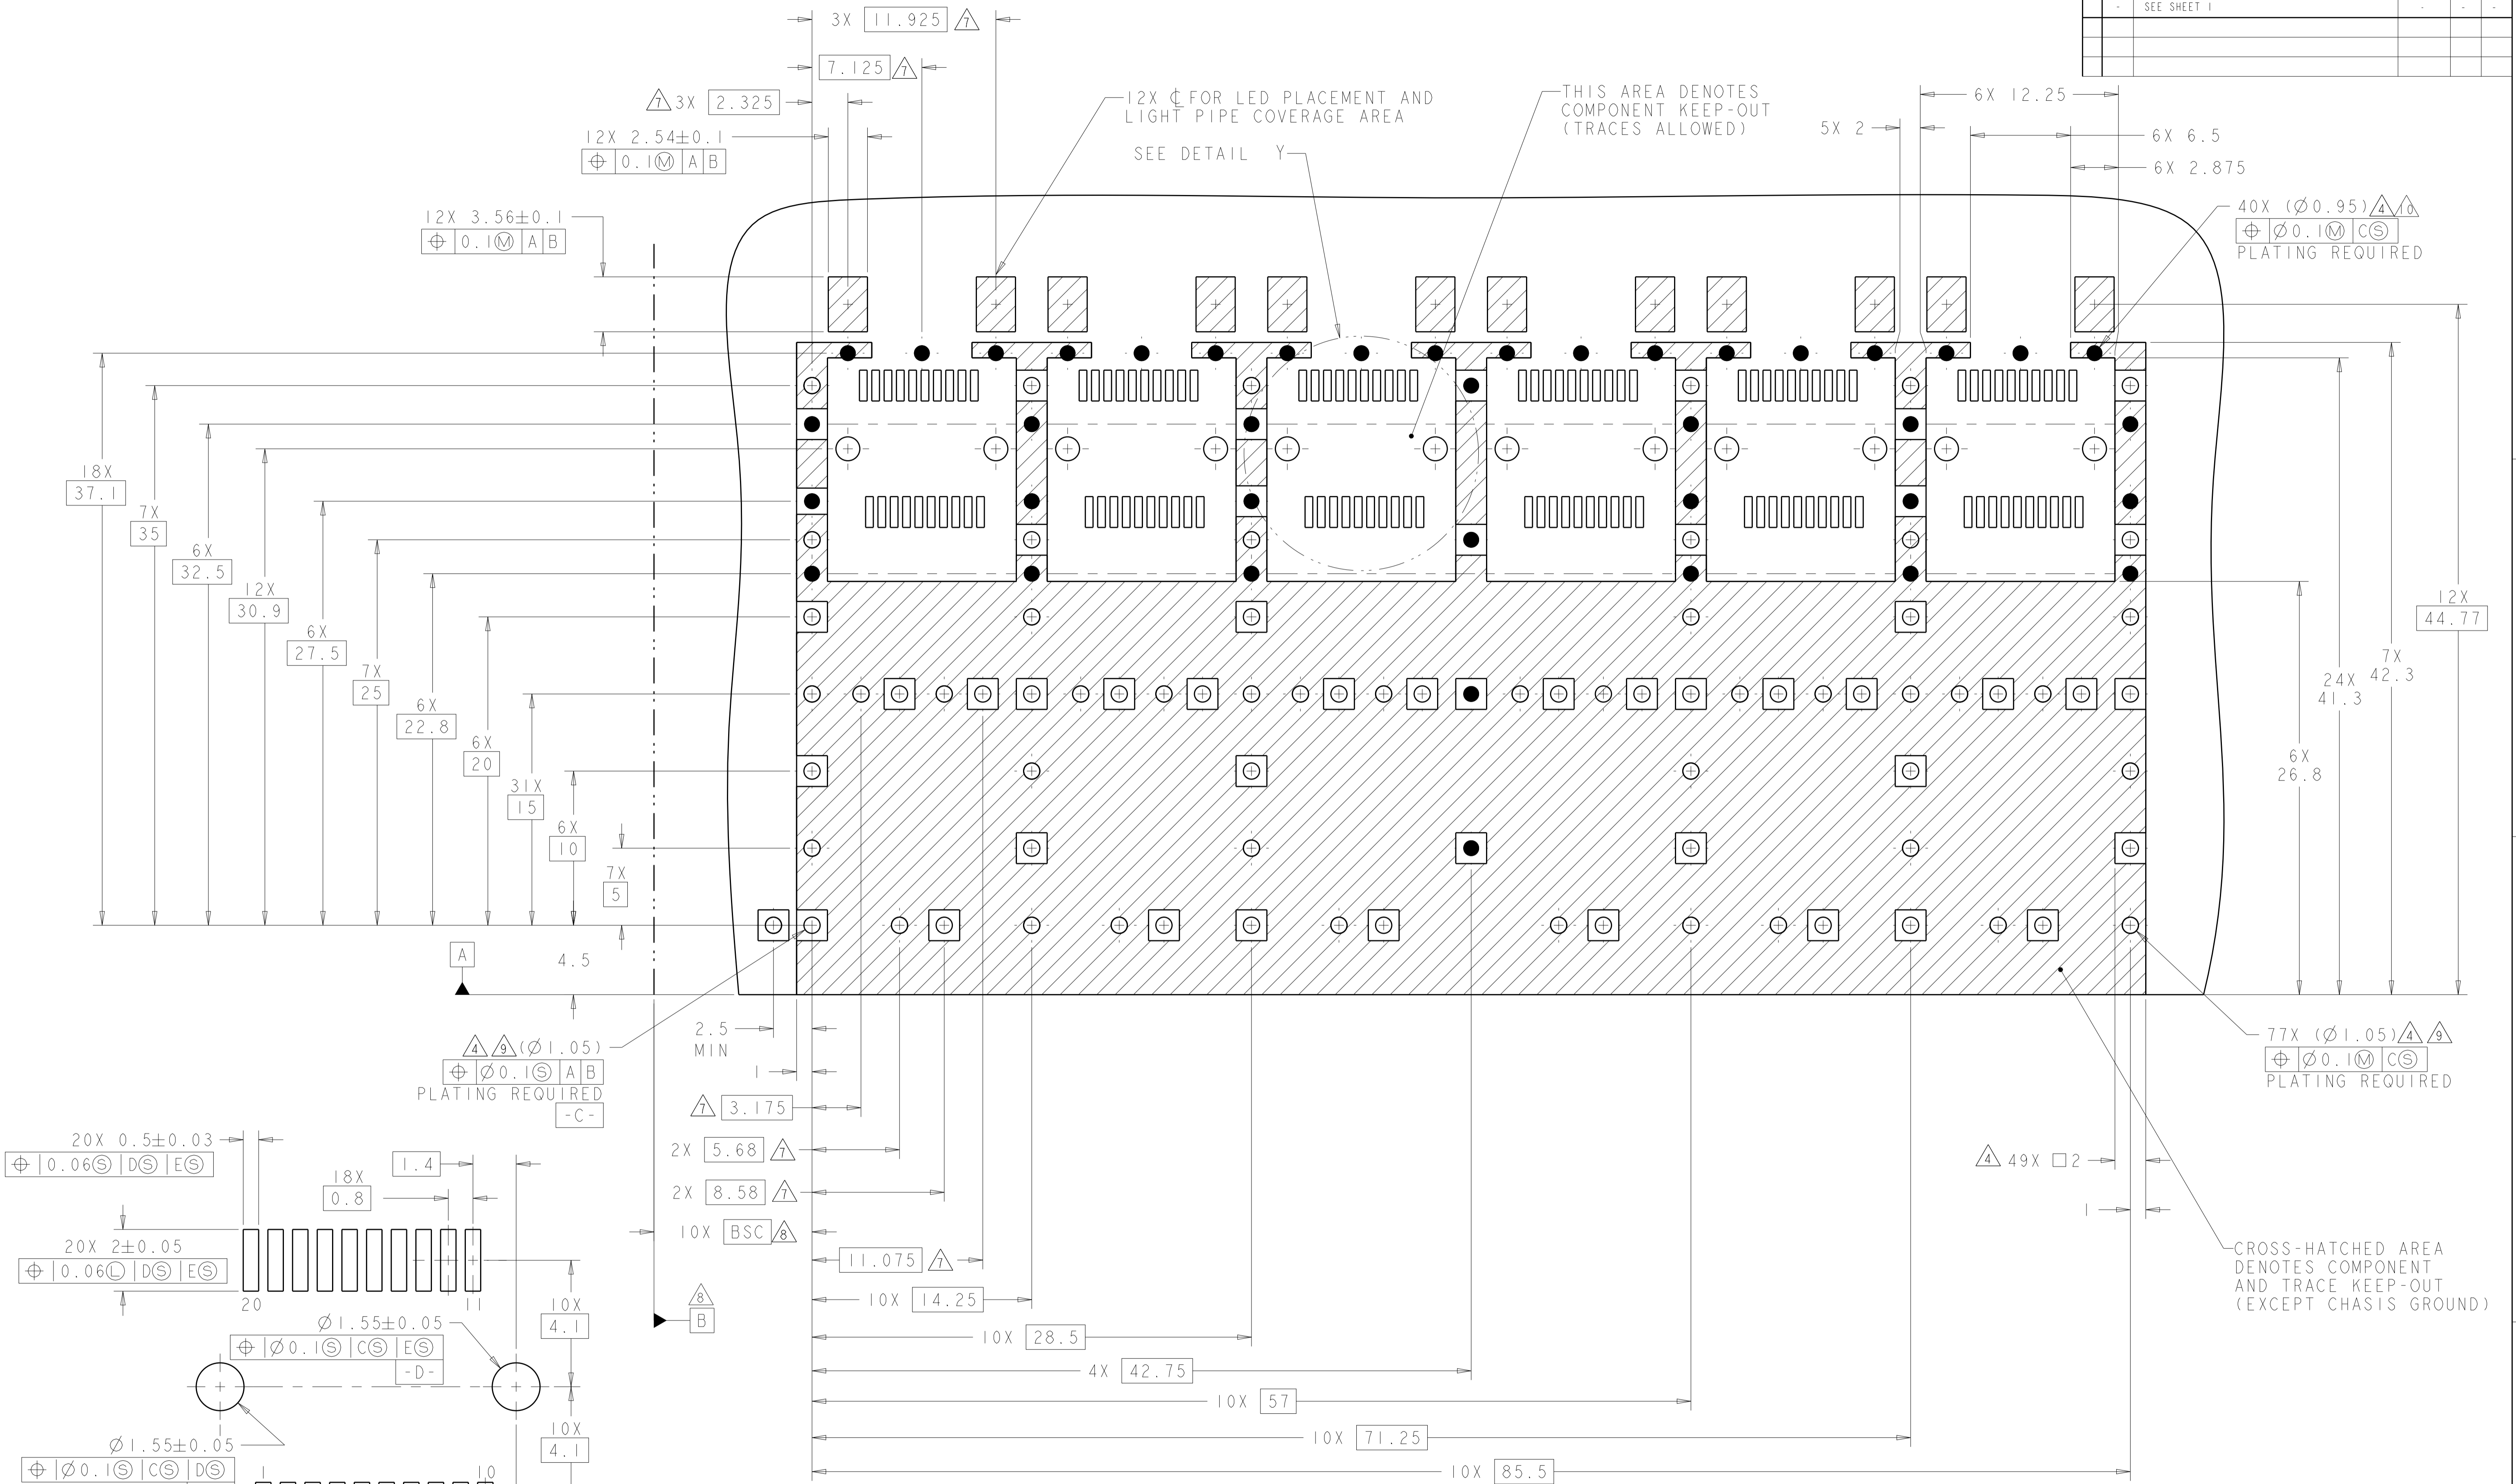 - SEE SHEET 1 - - -
3X 11.925 7
7.125 7
7 3X 2.325
12X 2.54±0.1
⌖ 0.1Ⓜ A B
12X 3.56±0.1
⌖ 0.1Ⓜ A B
12X ℄ FOR LED PLACEMENT AND
LIGHT PIPE COVERAGE AREA
SEE DETAIL Y
THIS AREA DENOTES
COMPONENT KEEP-OUT
(TRACES ALLOWED)
6X 12.25
5X 2
6X 6.5
6X 2.875
40X (Ø0.95) 4 10
⌖ Ø0.1Ⓜ CⓈ
PLATING REQUIRED
18X
37.1
7X
35
6X
32.5
12X
30.9
6X
27.5
7X
25
6X
22.8
6X
20
31X
15
6X
10
7X
5
A
4.5
12X
44.77
7X
42.3
24X
41.3
6X
26.8
4 9 (Ø1.05)
⌖ Ø0.1Ⓢ A B
PLATING REQUIRED
-C-
2.5
MIN
1
7 3.175
2X 5.68 7
2X 8.58 7
10X BSC 8
11.075 7
8
B
10X 14.25
10X 28.5
4X 42.75
10X 57
10X 71.25
10X 85.5
77X (Ø1.05) 4 9
⌖ Ø0.1Ⓜ CⓈ
PLATING REQUIRED
4 49X □2
1
CROSS-HATCHED AREA
DENOTES COMPONENT
AND TRACE KEEP-OUT
(EXCEPT CHASIS GROUND)
20X 0.5±0.03
⌖ 0.06Ⓢ DⓈ EⓈ
1.4
18X
0.8
20X 2±0.05
⌖ 0.06Ⓛ DⓈ EⓈ
20 11
10X
4.1
Ø1.55±0.05
⌖ Ø0.1Ⓢ CⓈ EⓈ
-D-
10X
4.1
Ø1.55±0.05
⌖ Ø0.1Ⓢ CⓈ DⓈ
1 10